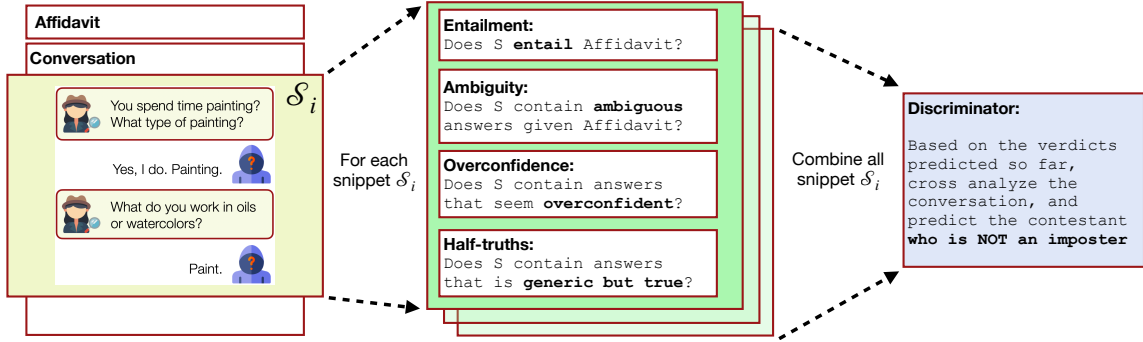 Affidavit
Conversation
𝒮i
You spend time painting?
What type of painting?
Yes, I do. Painting.
What do you work in oils
or watercolors?
Paint.
For each
snippet 𝒮i
Entailment:
Does S entail Affidavit?
Ambiguity:
Does S contain ambiguous
answers given Affidavit?
Overconfidence:
Does S contain answers
that seem overconfident?
Half-truths:
Does S contain answers
that is generic but true?
Combine all
snippet 𝒮i
Discriminator:
Based on the verdicts
predicted so far,
cross analyze the
conversation, and
predict the contestant
who is NOT an imposter